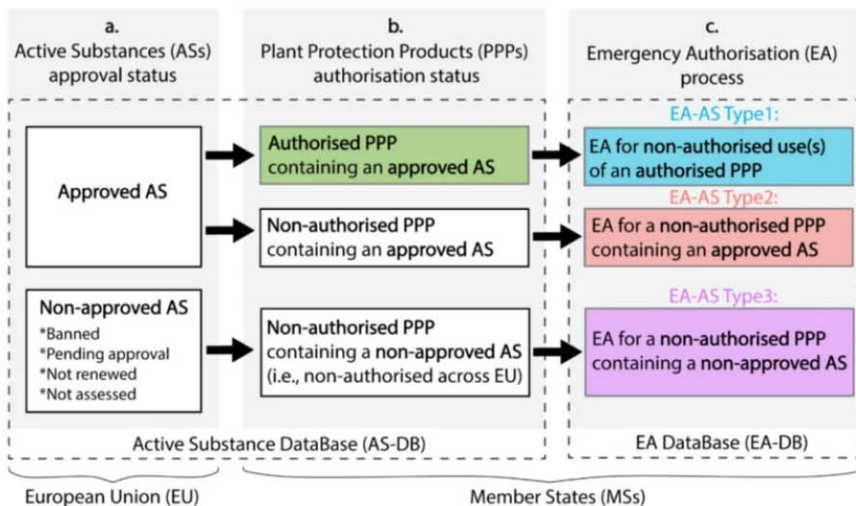 a.
Active Substances (ASs)
approval status
b.
Plant Protection Products (PPPs)
authorisation status
c.
Emergency Authorisation (EA)
process
Approved AS
Authorised PPP
containing an approved AS
EA-AS Type1:
EA for non-authorised use(s)
of an authorised PPP
Non-authorised PPP
containing an approved AS
EA-AS Type2:
EA for a non-authorised PPP
containing an approved AS
Non-approved AS
*Banned
*Pending approval
*Not renewed
*Not assessed
Non-authorised PPP
containing a non-approved AS
(i.e., non-authorised across EU)
EA-AS Type3:
EA for a non-authorised PPP
containing a non-approved AS
Active Substance DataBase (AS-DB)
EA DataBase (EA-DB)
European Union (EU)
Member States (MSs)